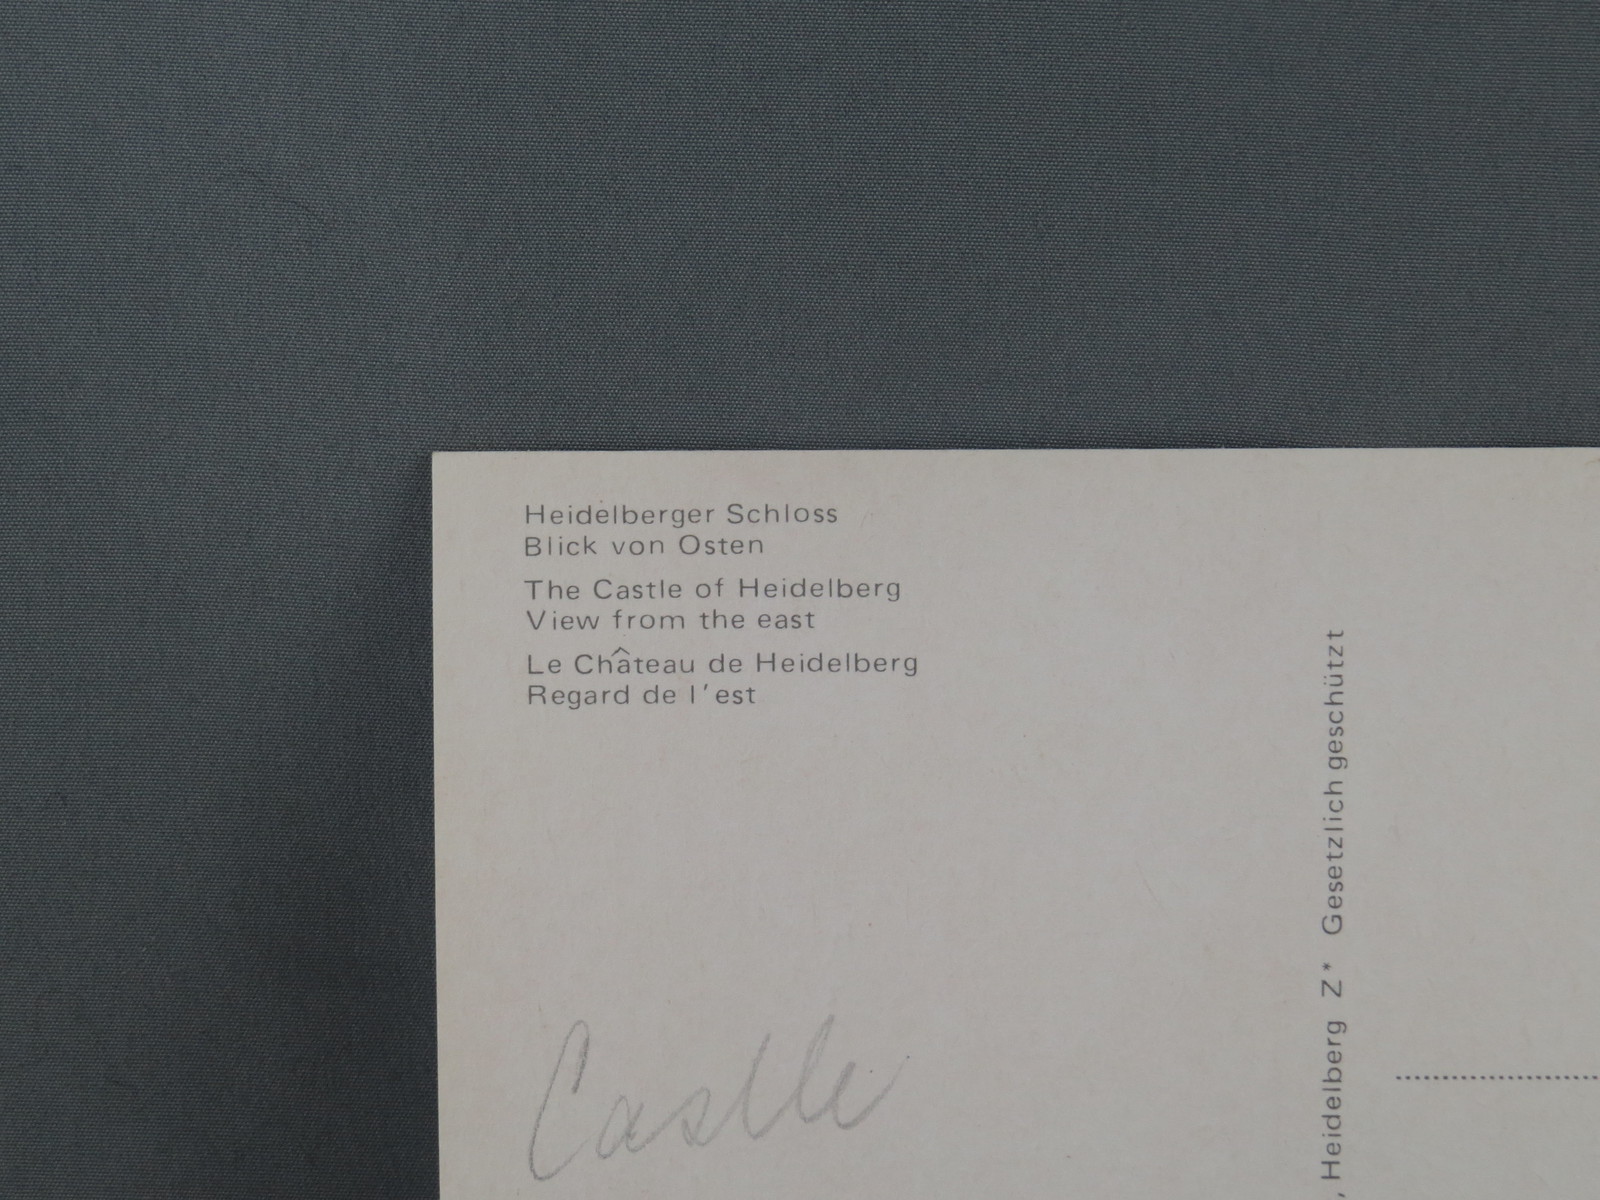 Heidelberger Schloss
Blick von Osten
The Castle of Heidelberg
View from the east
Le Château de Heidelberg
Regard de l'est
Castle
, Heidelberg Z* Gesetzlich geschützt